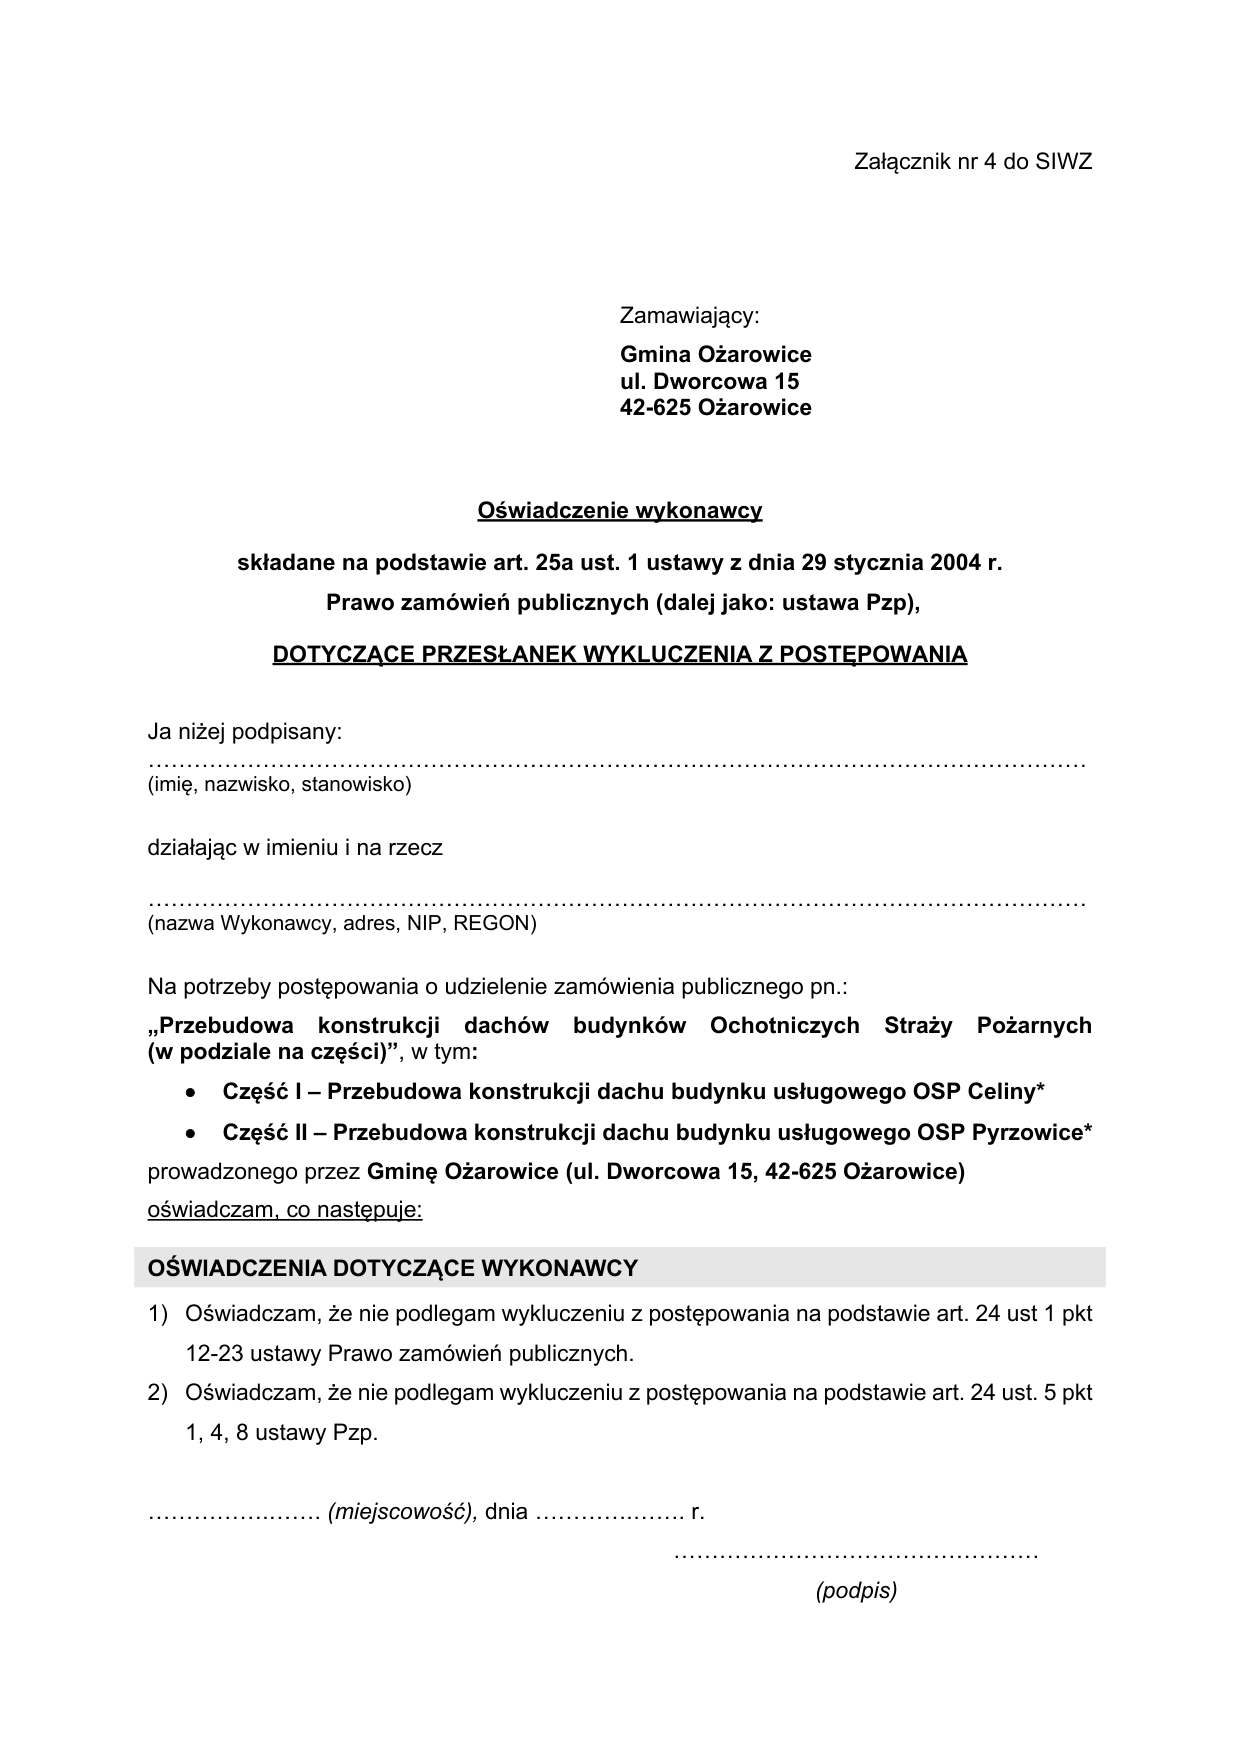 Załącznik nr 4 do SIWZ
Zamawiający:
Gmina Ożarowice
ul. Dworcowa 15
42-625 Ożarowice
Oświadczenie wykonawcy
składane na podstawie art. 25a ust. 1 ustawy z dnia 29 stycznia 2004 r.
Prawo zamówień publicznych (dalej jako: ustawa Pzp),
DOTYCZĄCE PRZESŁANEK WYKLUCZENIA Z POSTĘPOWANIA
Ja niżej podpisany:
……………………………………………………………………………………………………………
(imię, nazwisko, stanowisko)
działając w imieniu i na rzecz
……………………………………………………………………………………………………………
(nazwa Wykonawcy, adres, NIP, REGON)
Na potrzeby postępowania o udzielenie zamówienia publicznego pn.:
„Przebudowa konstrukcji dachów budynków Ochotniczych Straży Pożarnych
(w podziale na części)”, w tym:
• Część I – Przebudowa konstrukcji dachu budynku usługowego OSP Celiny*
• Część II – Przebudowa konstrukcji dachu budynku usługowego OSP Pyrzowice*
prowadzonego przez Gminę Ożarowice (ul. Dworcowa 15, 42-625 Ożarowice)
oświadczam, co następuje:
OŚWIADCZENIA DOTYCZĄCE WYKONAWCY
1) Oświadczam, że nie podlegam wykluczeniu z postępowania na podstawie art. 24 ust 1 pkt
12-23 ustawy Prawo zamówień publicznych.
2) Oświadczam, że nie podlegam wykluczeniu z postępowania na podstawie art. 24 ust. 5 pkt
1, 4, 8 ustawy Pzp.
…………….……. (miejscowość), dnia ………….……. r.
…………………………………………
(podpis)